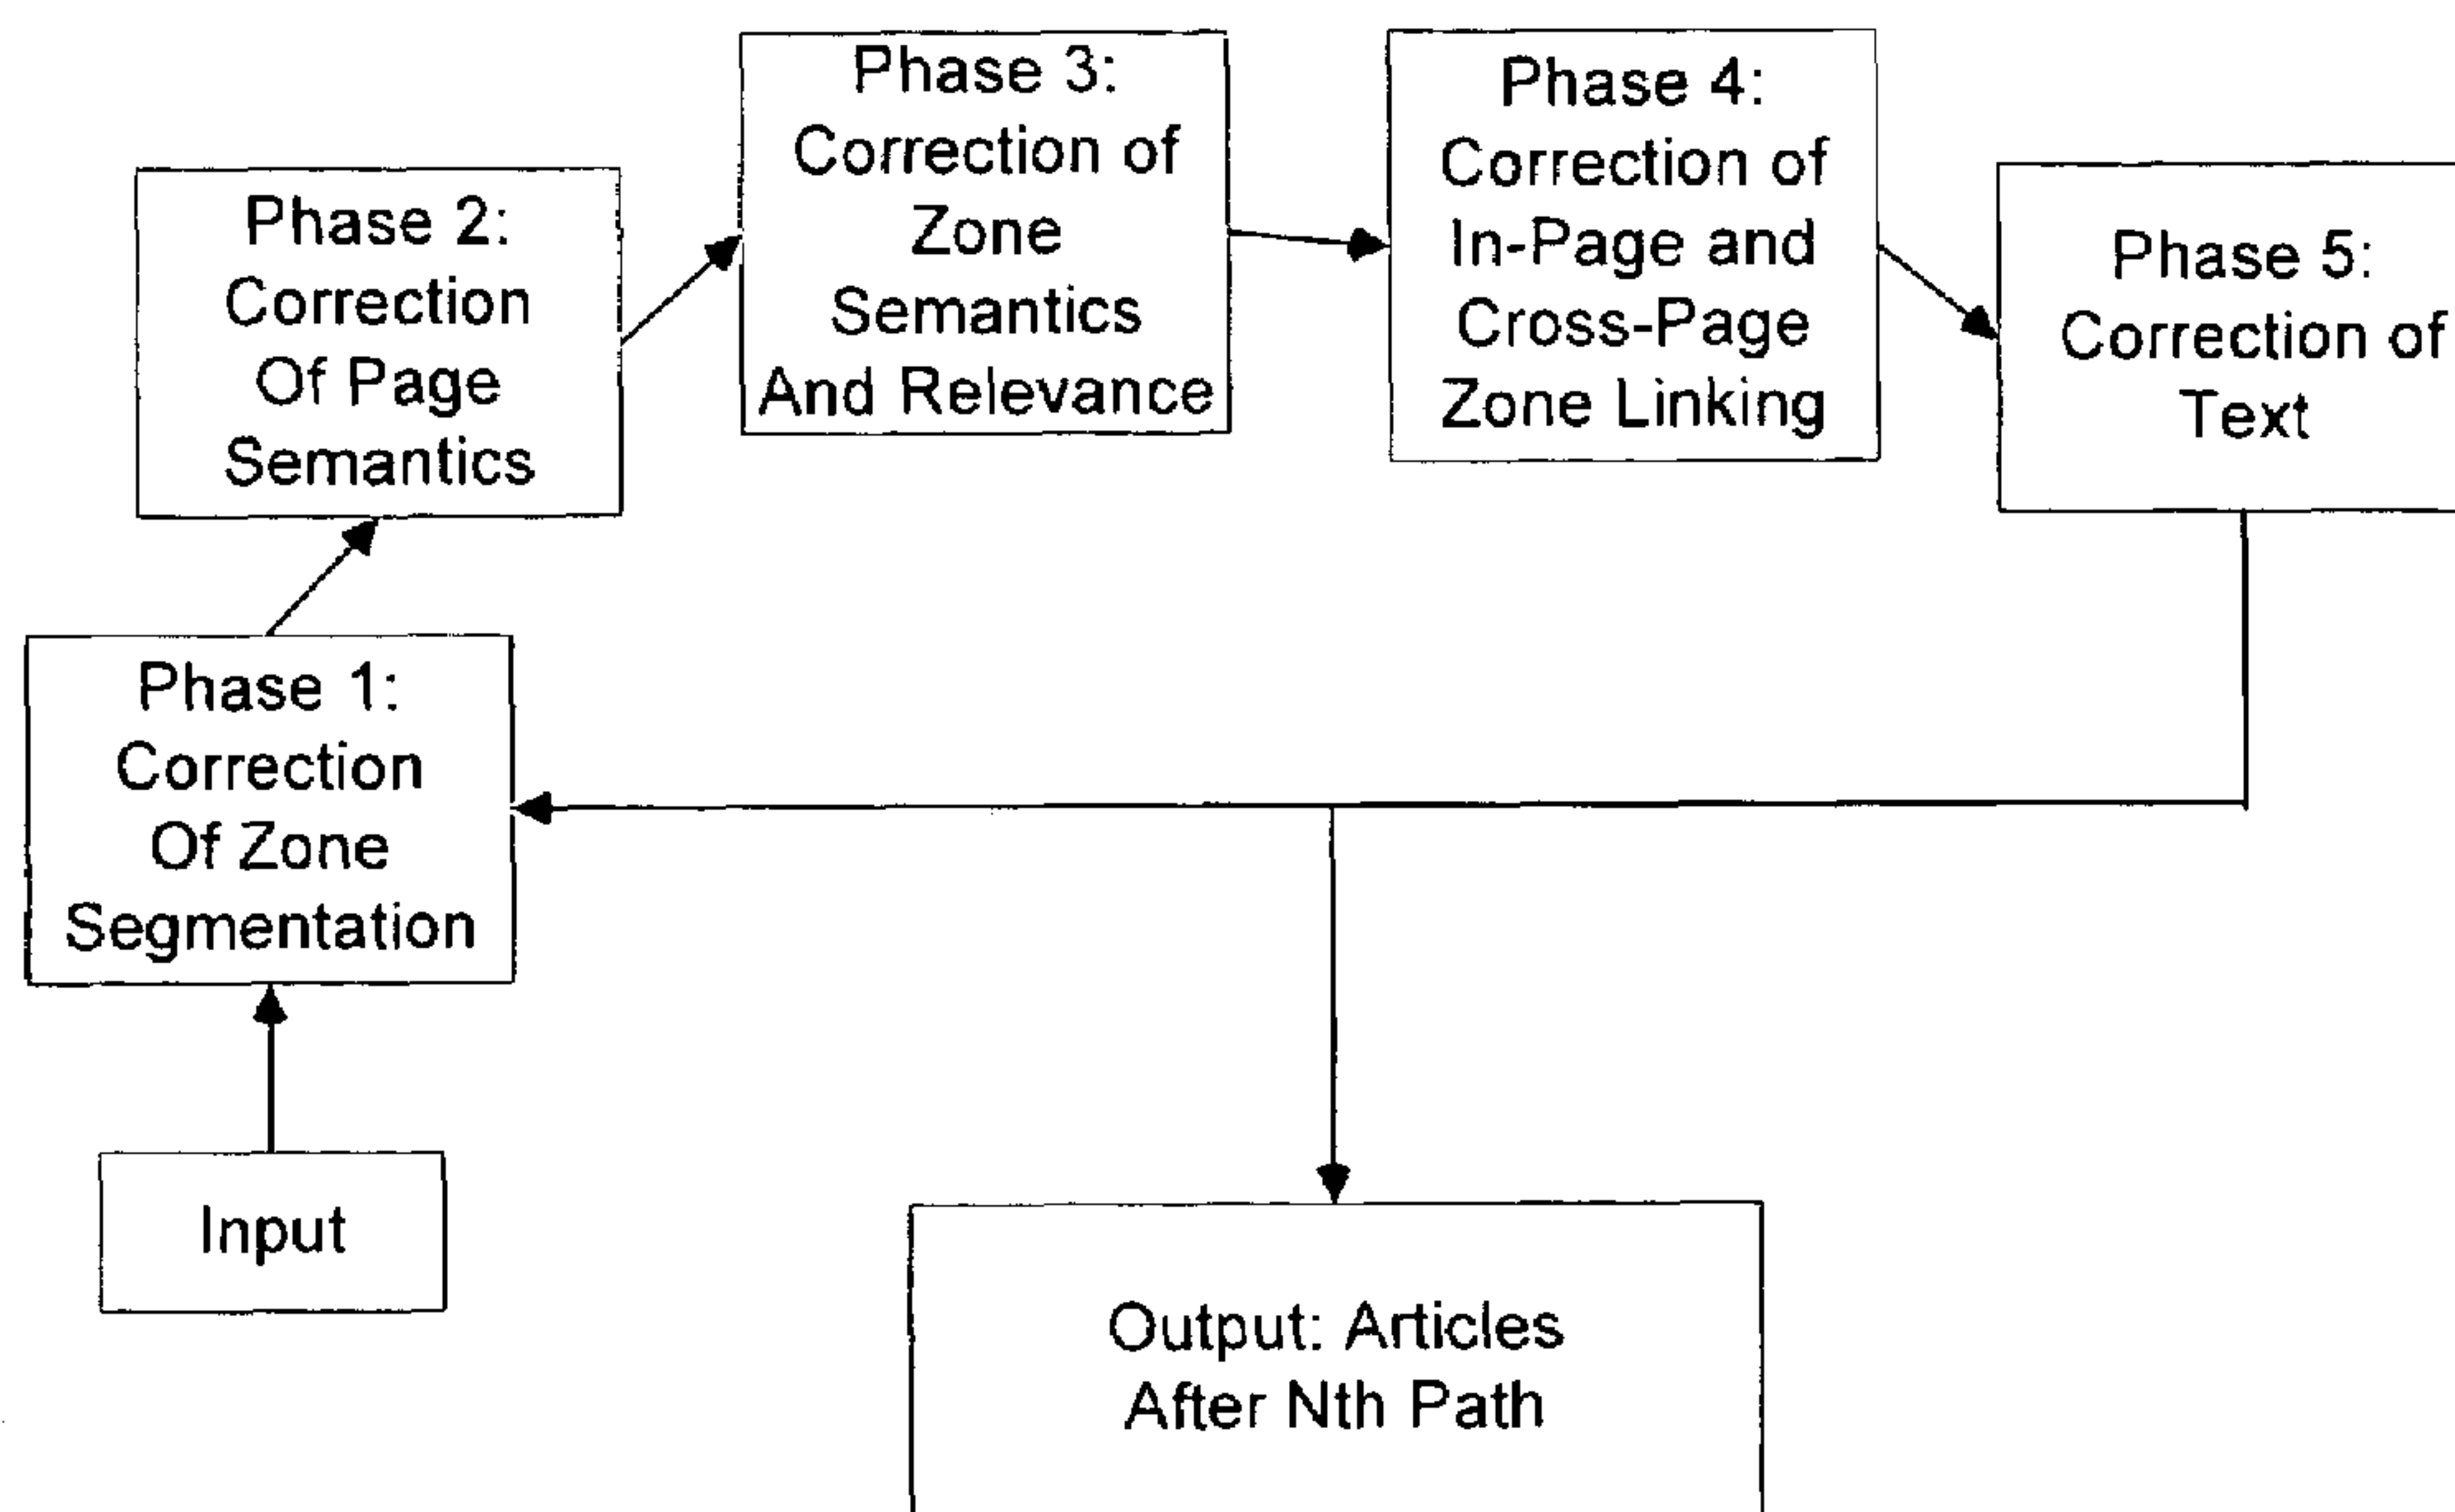 Phase 3:
Correction of
Zone
Semantics
And Relevance
Phase 4:
Correction of
In-Page and
Cross-Page
Zone Linking
Phase 2:
Correction
Of Page
Semantics
Phase 5:
Correction of
Text
Phase 1:
Correction
Of Zone
Segmentation
Input
Output: Articles
After Nth Path